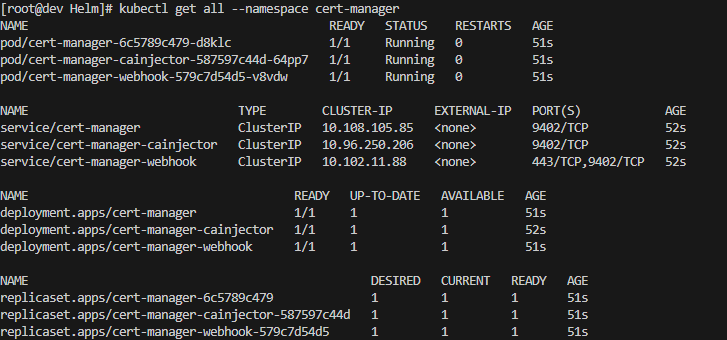 [root@dev Helm]# kubectl get all --namespace cert-manager
NAME                                           READY   STATUS    RESTARTS   AGE
pod/cert-manager-6c5789c479-d8klc              1/1     Running   0          51s
pod/cert-manager-cainjector-587597c44d-64pp7   1/1     Running   0          51s
pod/cert-manager-webhook-579c7d54d5-v8vdw      1/1     Running   0          51s
NAME                              TYPE        CLUSTER-IP      EXTERNAL-IP   PORT(S)            AGE
service/cert-manager              ClusterIP   10.108.105.85   <none>        9402/TCP           52s
service/cert-manager-cainjector   ClusterIP   10.96.250.206   <none>        9402/TCP           52s
service/cert-manager-webhook      ClusterIP   10.102.11.88    <none>        443/TCP,9402/TCP   52s
NAME                                      READY   UP-TO-DATE   AVAILABLE   AGE
deployment.apps/cert-manager              1/1     1            1           51s
deployment.apps/cert-manager-cainjector   1/1     1            1           52s
deployment.apps/cert-manager-webhook      1/1     1            1           51s
NAME                                                 DESIRED   CURRENT   READY   AGE
replicaset.apps/cert-manager-6c5789c479              1         1         1       51s
replicaset.apps/cert-manager-cainjector-587597c44d   1         1         1       51s
replicaset.apps/cert-manager-webhook-579c7d54d5      1         1         1       51s